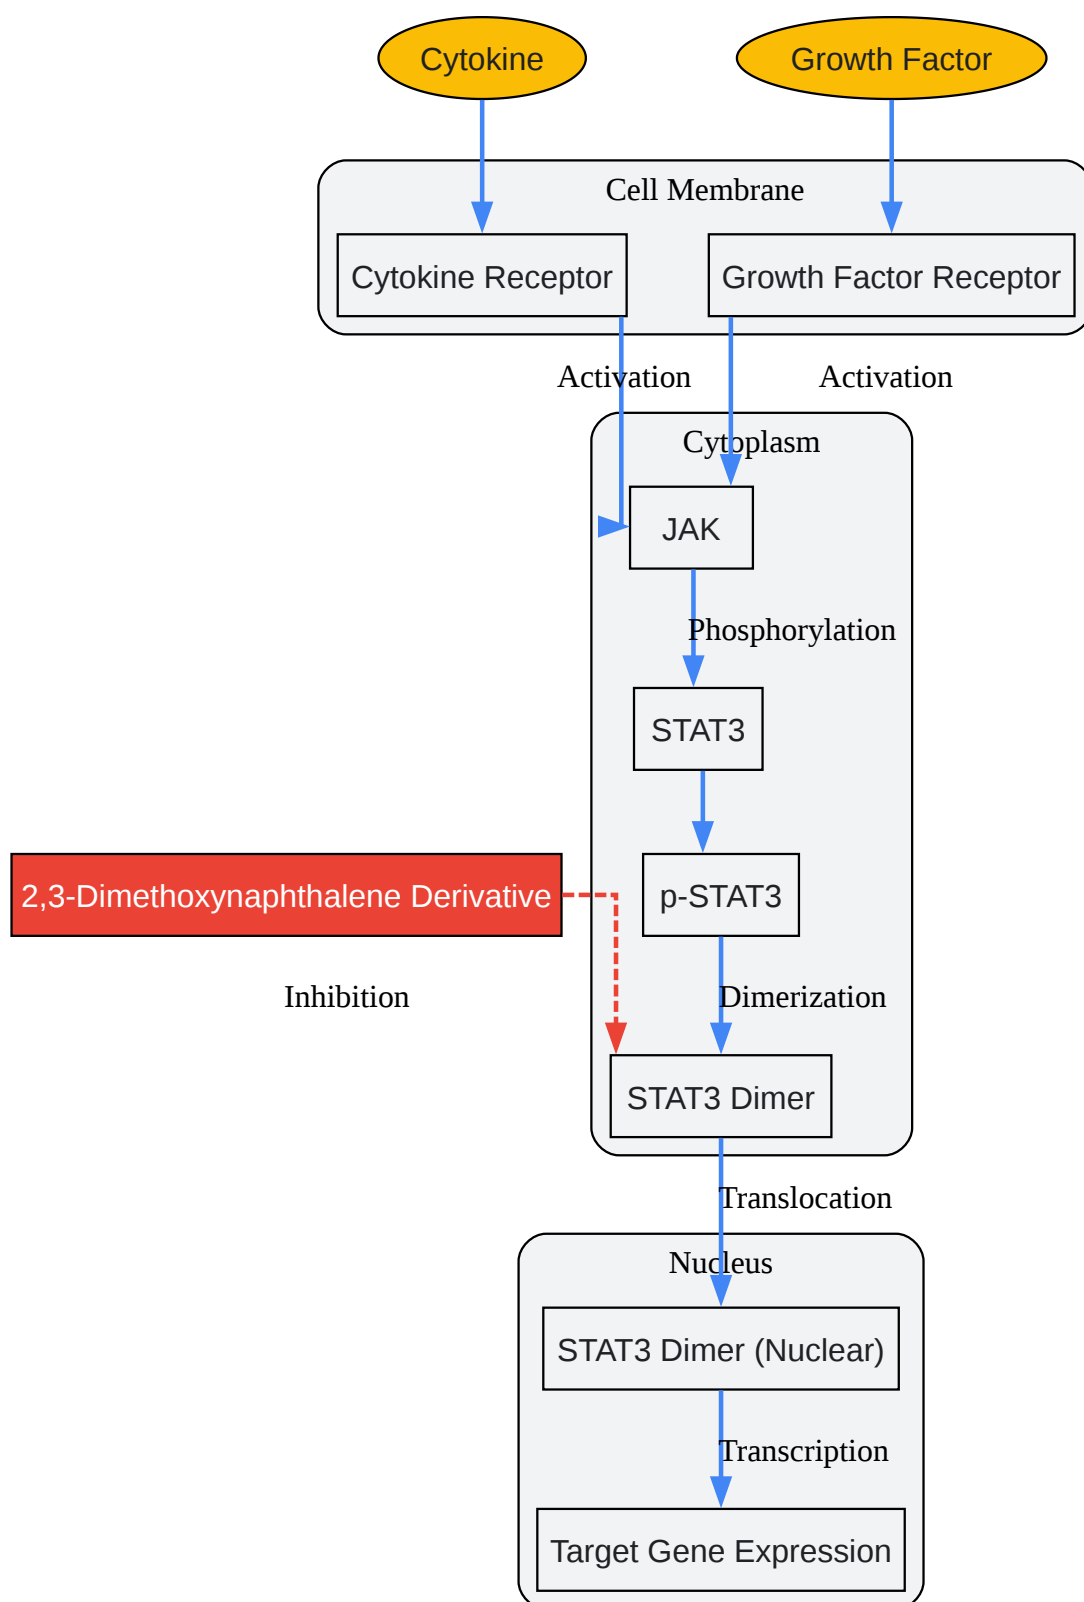 Cytokine
Growth Factor
Cell Membrane
Cytokine Receptor
Growth Factor Receptor
Activation
Activation
Cytoplasm
JAK
Phosphorylation
STAT3
2,3-Dimethoxynaphthalene Derivative
p-STAT3
Inhibition
Dimerization
STAT3 Dimer
Translocation
Nucleus
STAT3 Dimer (Nuclear)
Transcription
Target Gene Expression